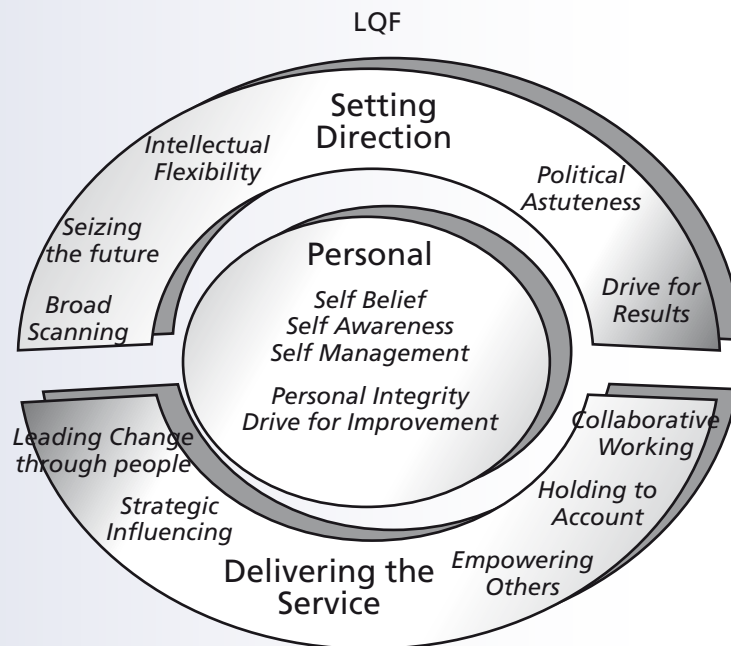 LQF
Setting
Direction
Intellectual
Flexibility
Political
Astuteness
Seizing
the future
Broad
Scanning
Drive for
Results
Personal
Self Belief
Self Awareness
Self Management
Personal Integrity
Drive for Improvement
Leading Change
through people
Strategic
Influencing
Collaborative
Working
Holding to
Account
Empowering
Others
Delivering the
Service